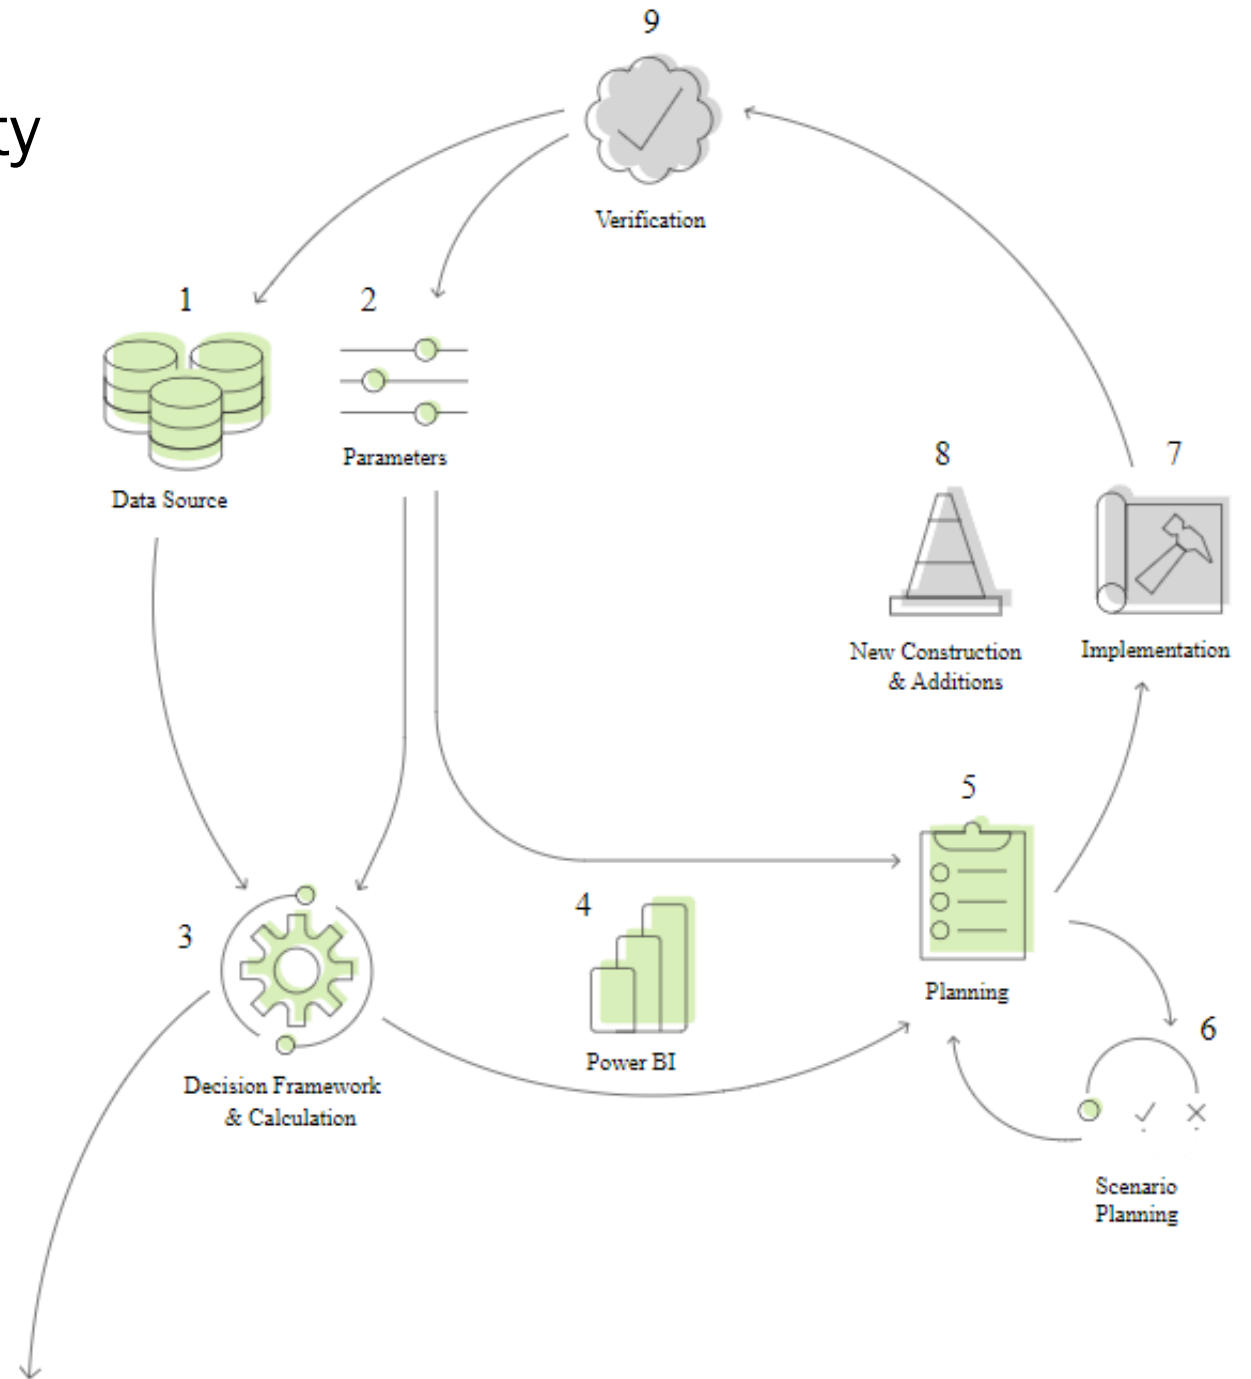 9
ty
Verification
1
2
Parameters
Data Source
8
7
New Construction
& Additions
Implementation
5
3
4
Planning
Power BI
6
Decision Framework
& Calculation
Scenario
Planning